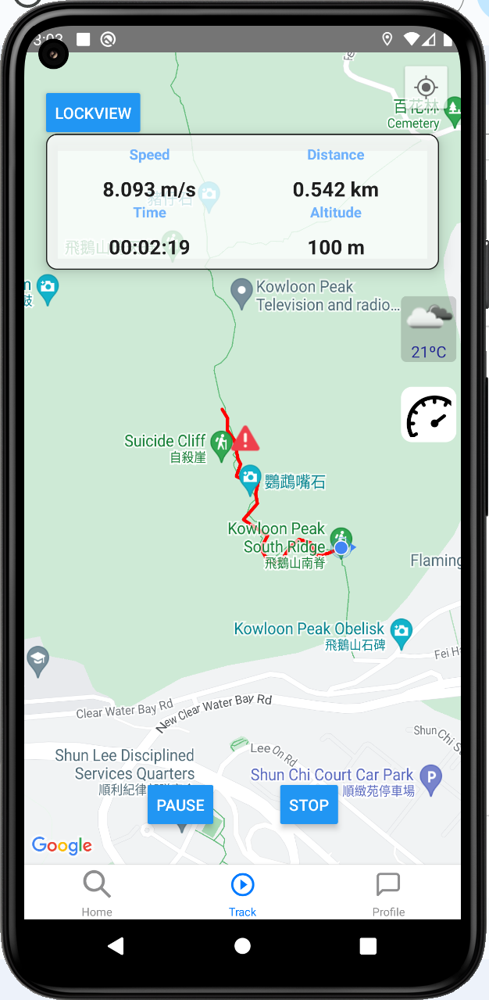 3:03
Fe
LOCKVIEW
百花林
Cemetery
Speed
Distance
8.093 m/s
0.542 km
豬仔石
Time
Altitude
飛鵝山
00:02:19
100 m
n
鼓
Kowloon Peak
Television and radio...
21ºC
Suicide Cliff
自殺崖
鸚鵡嘴石
Kowloon Peak
South Ridge
飛鵝山南脊
Flaming
Kowloon Peak Obelisk
飛鵝山石碑
Fei H
Clear Water Bay Rd
New Clear Water Bay Rd
Shun Chi S
Lee On Rd
Shun Lee Disciplined
Services Quarters
順利紀律
Shun Chi Court Car Park
P
順緻苑停車場
PAUSE
STOP
Google
Home
Track
Profile